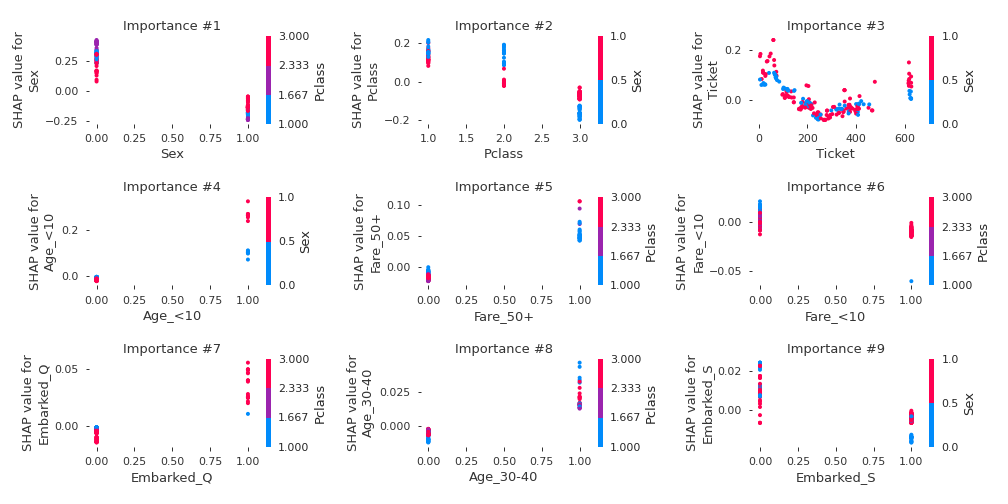 Importance #1
SHAP value for
Sex
0.25
0.00
−0.25
0.00 0.25 0.50 0.75 1.00
Sex
3.000
2.333
1.667
1.000
Pclass
Importance #2
SHAP value for
Pclass
0.2
0.0
−0.2
1.0 1.5 2.0 2.5 3.0
Pclass
1.0
0.5
0.0
Sex
Importance #3
SHAP value for
Ticket
0.2
0.0
0 200 400 600
Ticket
1.0
0.5
0.0
Sex
Importance #4
SHAP value for
Age_<10
0.2
0.0
0.00 0.25 0.50 0.75 1.00
Age_<10
1.0
0.5
0.0
Sex
Importance #5
SHAP value for
Fare_50+
0.10
0.05
0.00
0.00 0.25 0.50 0.75 1.00
Fare_50+
3.000
2.333
1.667
1.000
Pclass
Importance #6
SHAP value for
Fare_<10
0.00
−0.05
0.00 0.25 0.50 0.75 1.00
Fare_<10
3.000
2.333
1.667
1.000
Pclass
Importance #7
SHAP value for
Embarked_Q
0.05
0.00
0.00 0.25 0.50 0.75 1.00
Embarked_Q
3.000
2.333
1.667
1.000
Pclass
Importance #8
SHAP value for
Age_30-40
0.025
0.000
0.00 0.25 0.50 0.75 1.00
Age_30-40
3.000
2.333
1.667
1.000
Pclass
Importance #9
SHAP value for
Embarked_S
0.02
0.00
0.00 0.25 0.50 0.75 1.00
Embarked_S
1.0
0.5
0.0
Sex